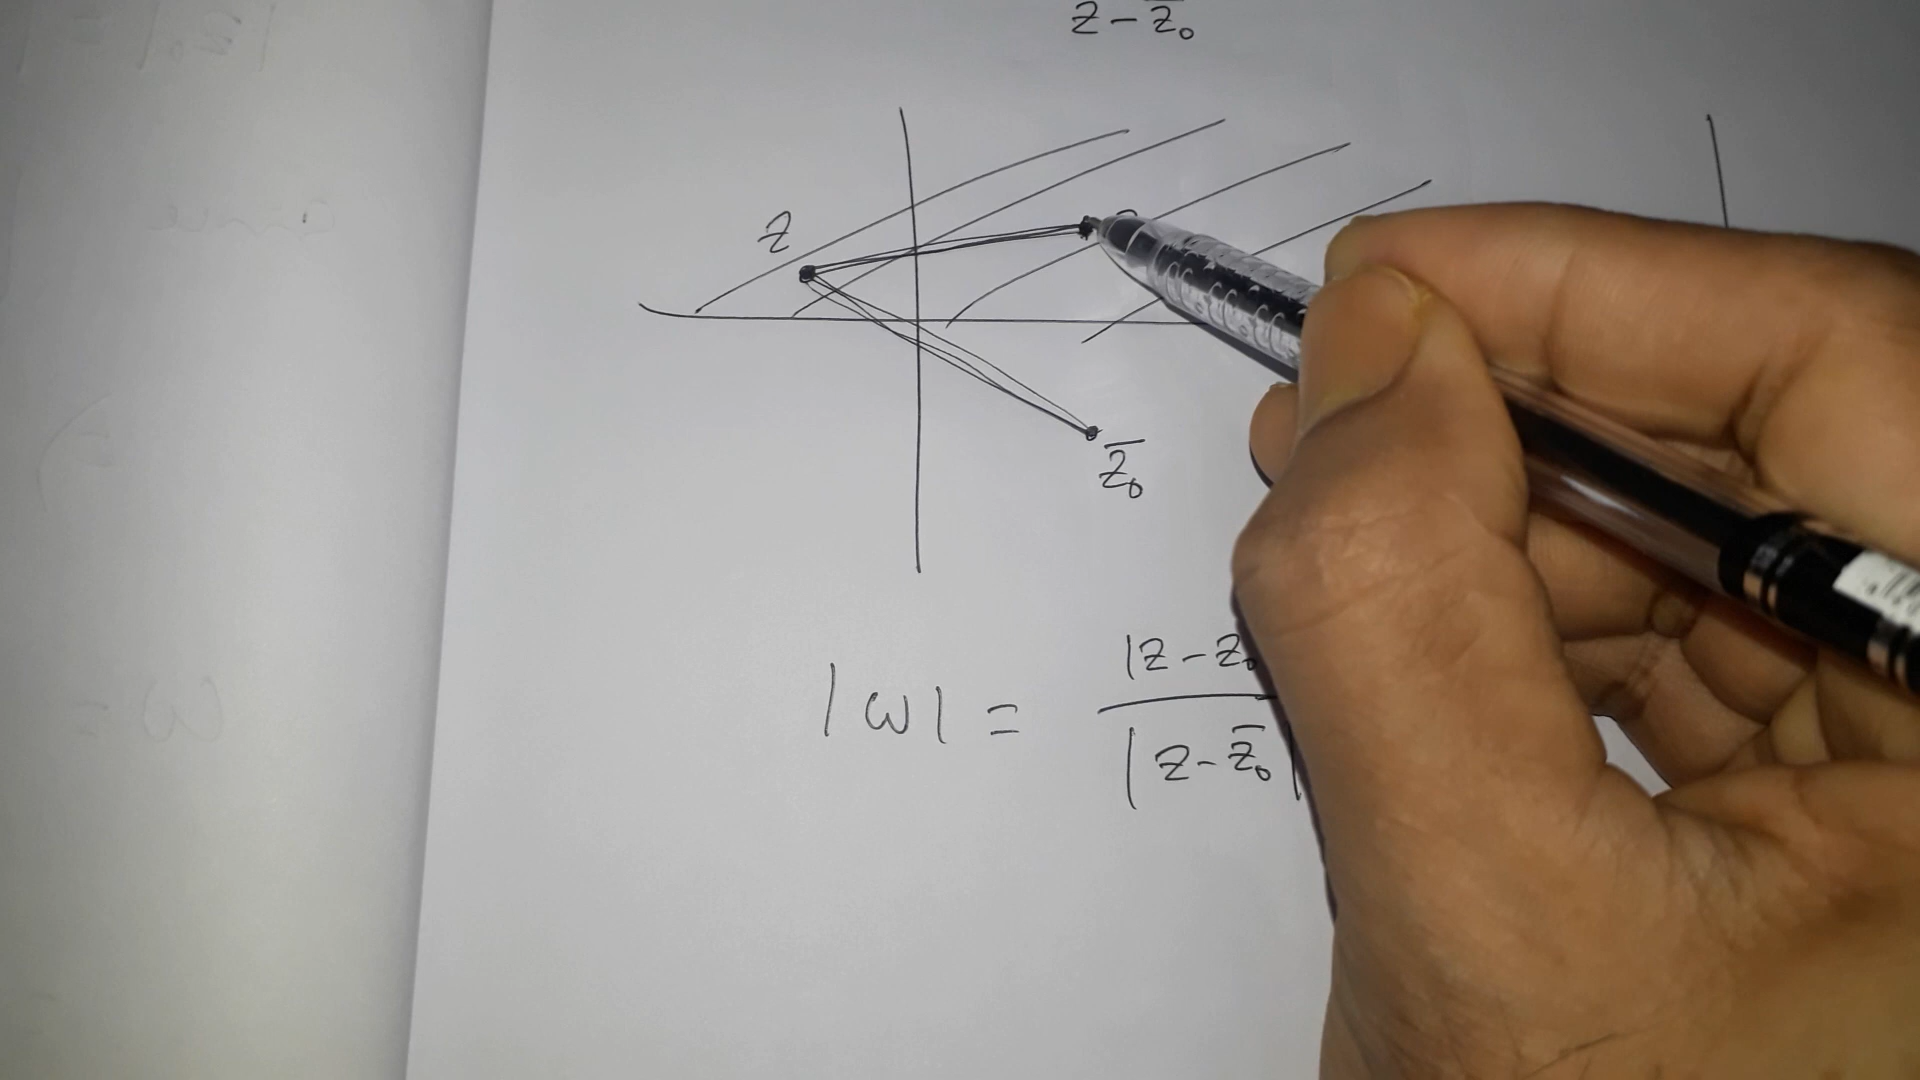 z - z̅₀
z
z̅₀
|ω| = |z - z₀ / |z - z̅₀|